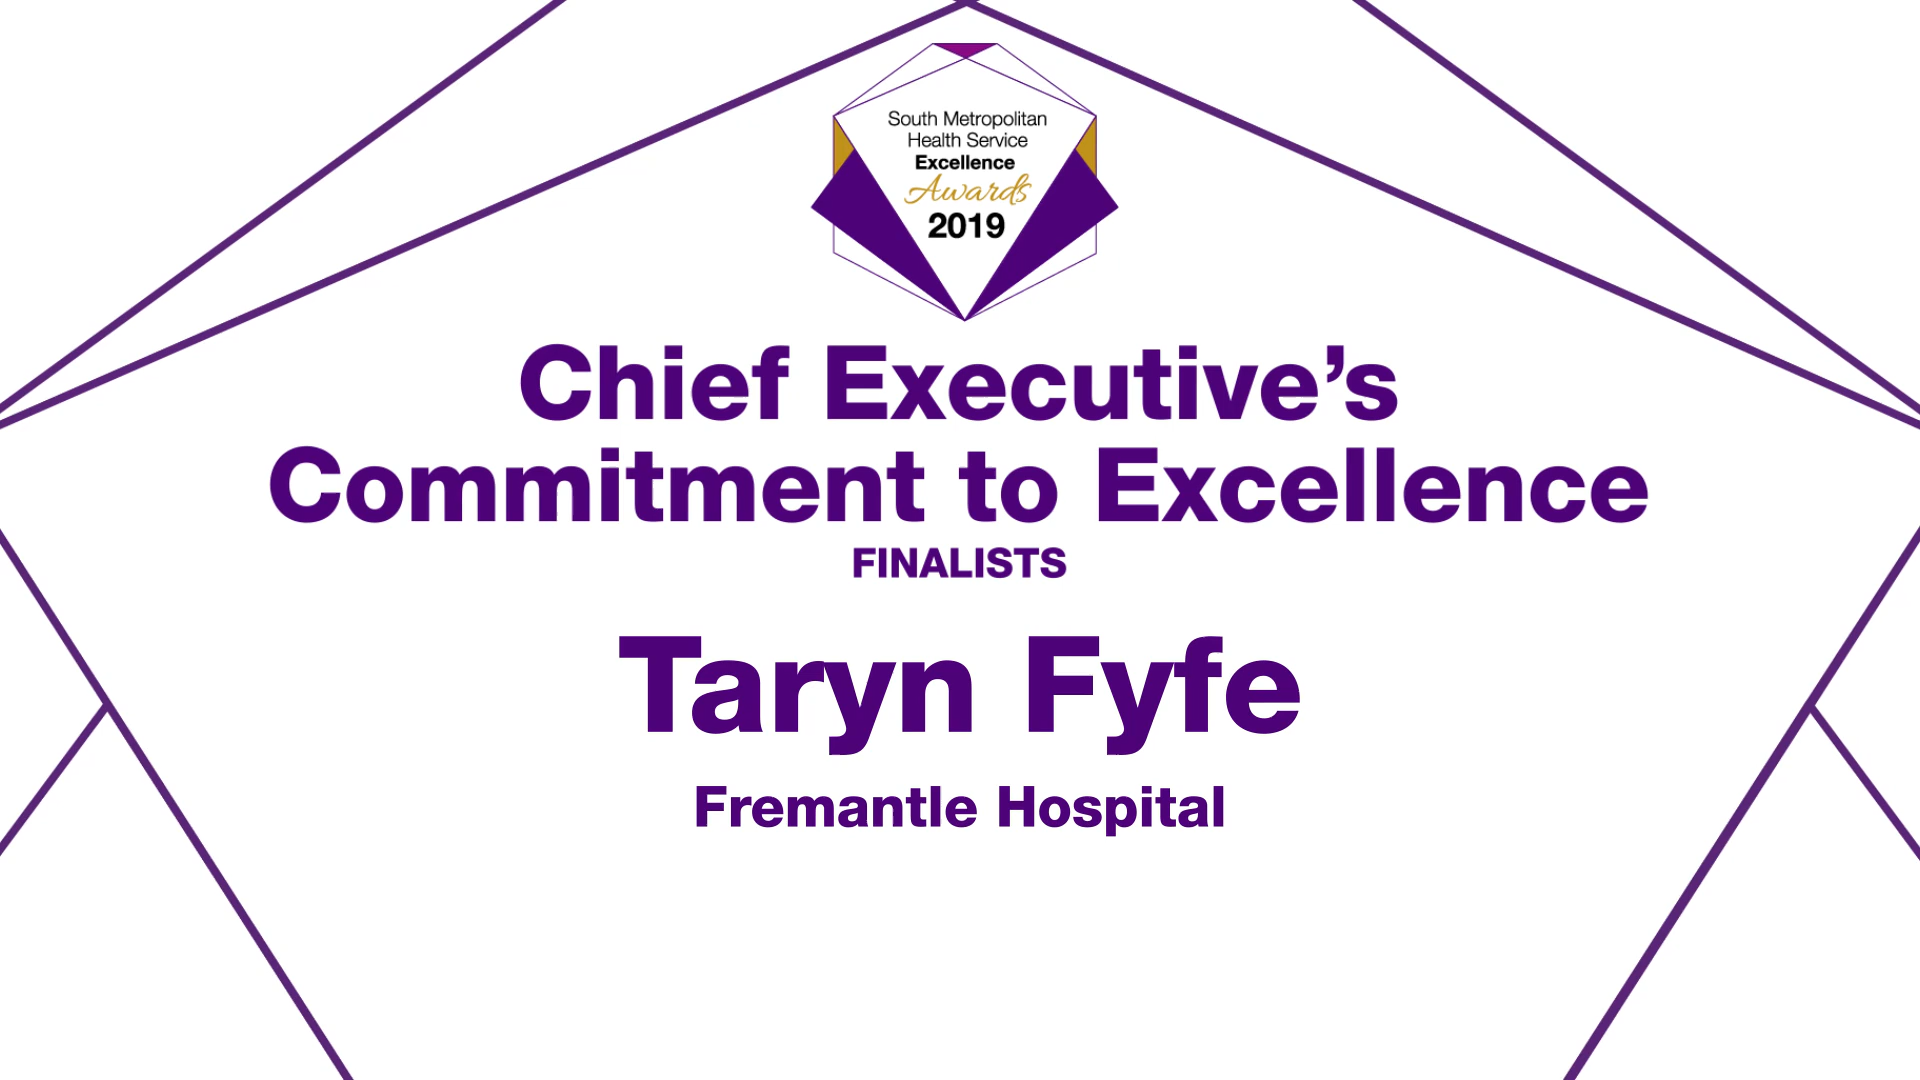 South Metropolitan
Health Service
Excellence
Awards
2019
Chief Executive’s
Commitment to Excellence
FINALISTS
Taryn Fyfe
Fremantle Hospital